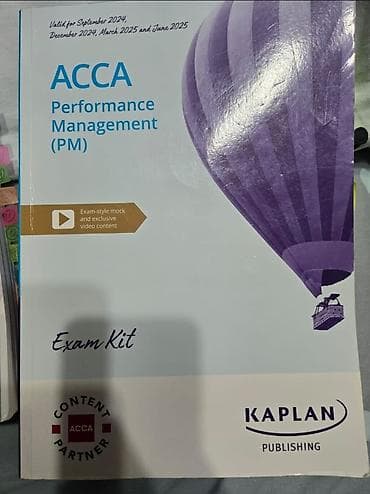 Valid for September 2024,
December 2024, March 2025 and June 2025
ACCA
Performance
Management
(PM)
Exam-style mock
and exclusive
video content
Exam Kit
CONTENT
ACCA
PARTNER
KAPLAN
PUBLISHING